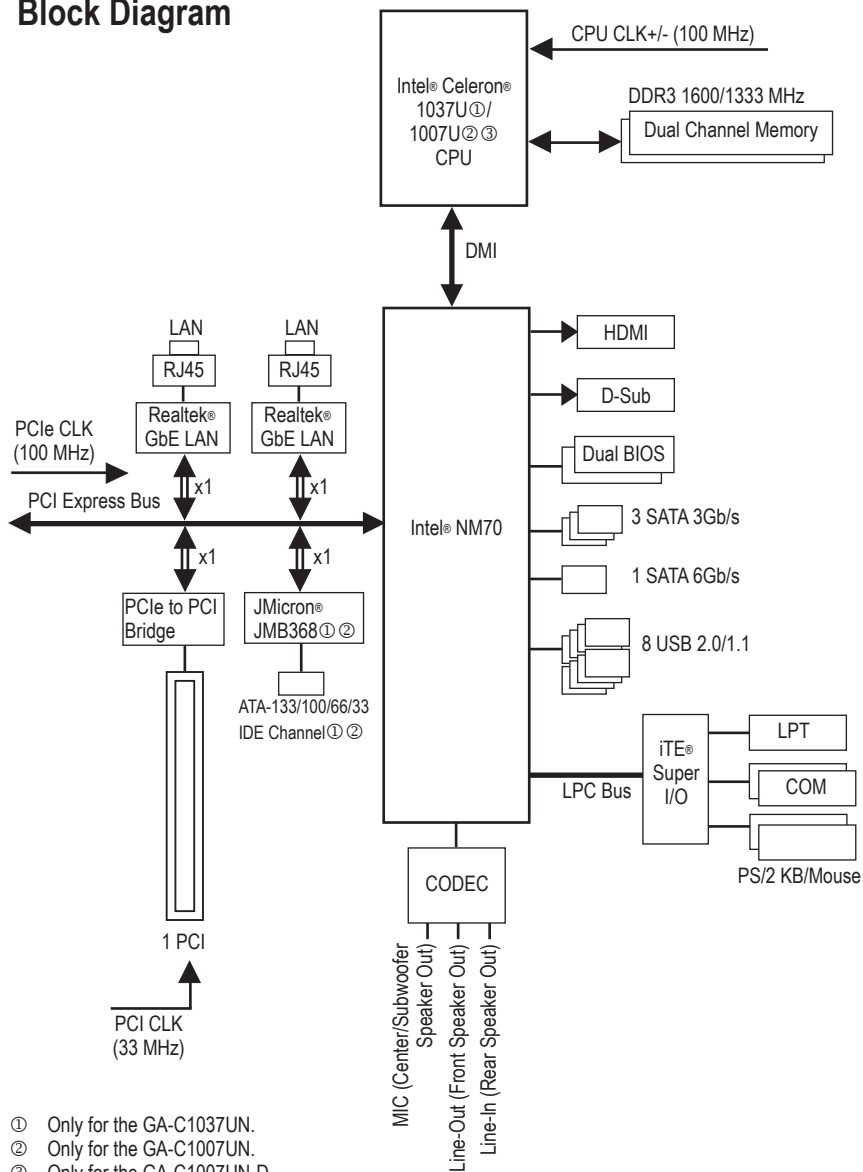 Block Diagram
CPU CLK+/- (100 MHz)
Intel® Celeron®
1037U①/
1007U②③
CPU
DDR3 1600/1333 MHz
Dual Channel Memory
DMI
LAN
RJ45
Realtek®
GbE LAN
x1
LAN
RJ45
Realtek®
GbE LAN
x1
PCIe CLK
(100 MHz)
PCI Express Bus
x1
PCIe to PCI
Bridge
x1
JMicron®
JMB368①②
ATA-133/100/66/33
IDE Channel①②
1 PCI
PCI CLK
(33 MHz)
Intel® NM70
HDMI
D-Sub
Dual BIOS
3 SATA 3Gb/s
1 SATA 6Gb/s
8 USB 2.0/1.1
LPC Bus
iTE®
Super
I/O
LPT
COM
PS/2 KB/Mouse
CODEC
MIC (Center/Subwoofer
Speaker Out)
Line-Out (Front Speaker Out)
Line-In (Rear Speaker Out)
① Only for the GA-C1037UN.
② Only for the GA-C1007UN.
③ Only for the GA-C1007UN-D.